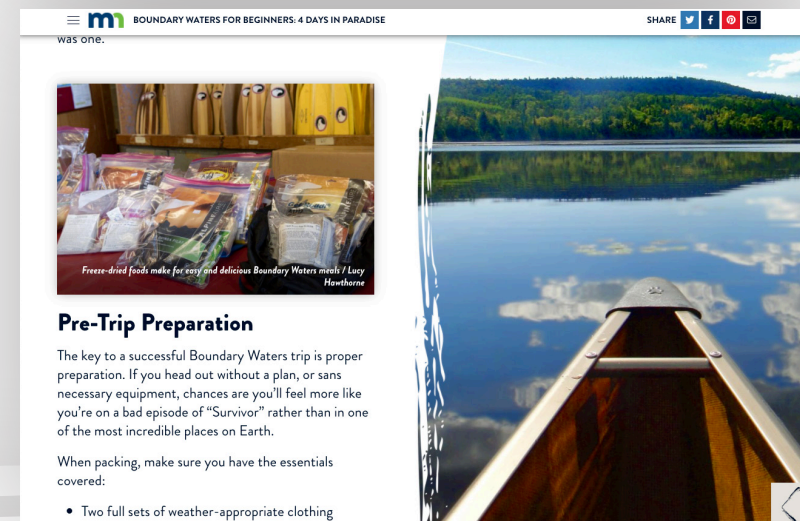 mn BOUNDARY WATERS FOR BEGINNERS: 4 DAYS IN PARADISE SHARE
was one.
Freeze-dried foods make for easy and delicious Boundary Waters meals / Lucy
Hawthorne
Pre-Trip Preparation
The key to a successful Boundary Waters trip is proper
preparation. If you head out without a plan, or sans
necessary equipment, chances are you’ll feel more like
you’re on a bad episode of “Survivor” rather than in one
of the most incredible places on Earth.
When packing, make sure you have the essentials
covered:
• Two full sets of weather-appropriate clothing